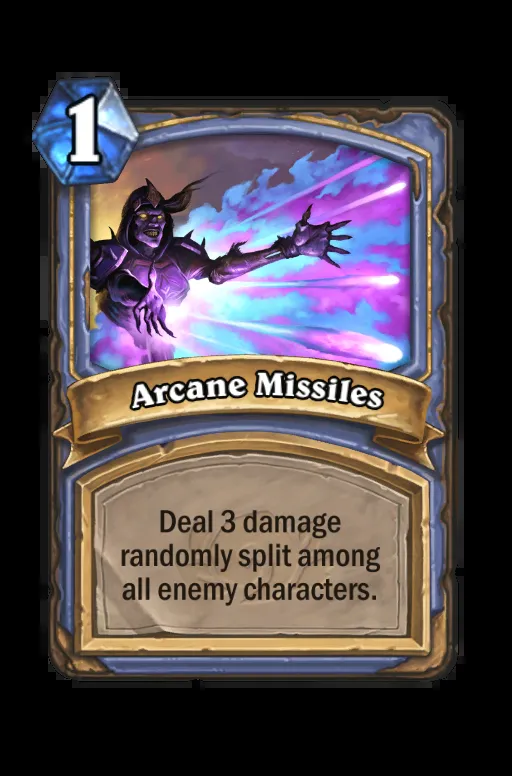 1
Arcane Missiles
Deal 3 damage
randomly split among
all enemy characters.